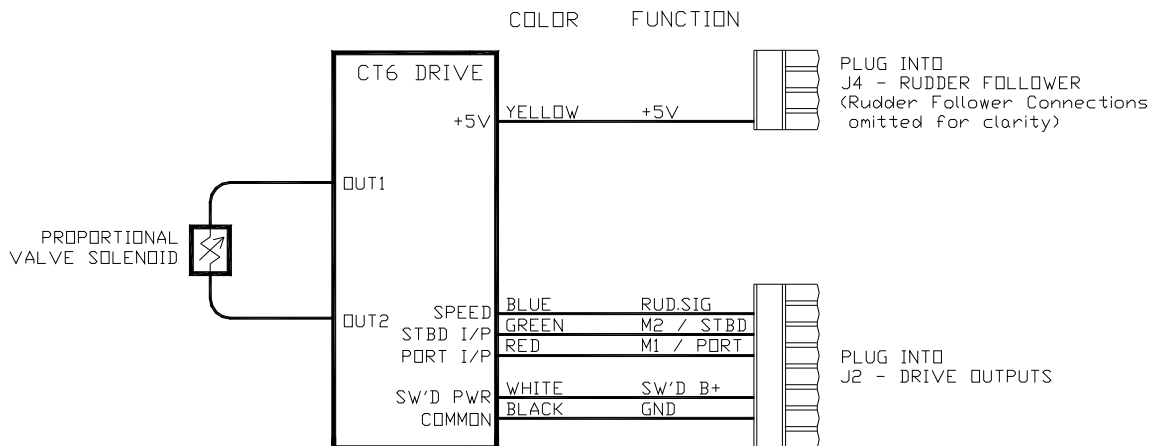 COLOR FUNCTION
CT6 DRIVE
PLUG INTO
J4 - RUDDER FOLLOWER
(Rudder Follower Connections
omitted for clarity)
+5V YELLOW +5V
OUT1
PROPORTIONAL
VALVE SOLENOID
OUT2
SPEED BLUE RUD.SIG
STBD I/P GREEN M2 / STBD
PORT I/P RED M1 / PORT
PLUG INTO
J2 - DRIVE OUTPUTS
SW'D PWR WHITE SW'D B+
COMMON BLACK GND